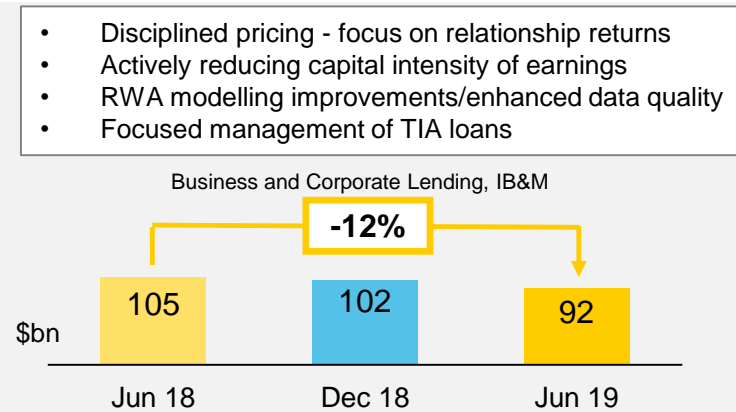 • Disciplined pricing - focus on relationship returns
• Actively reducing capital intensity of earnings
• RWA modelling improvements/enhanced data quality
• Focused management of TIA loans
Business and Corporate Lending, IB&M
-12%
105
102
92
$bn
Jun 18
Dec 18
Jun 19